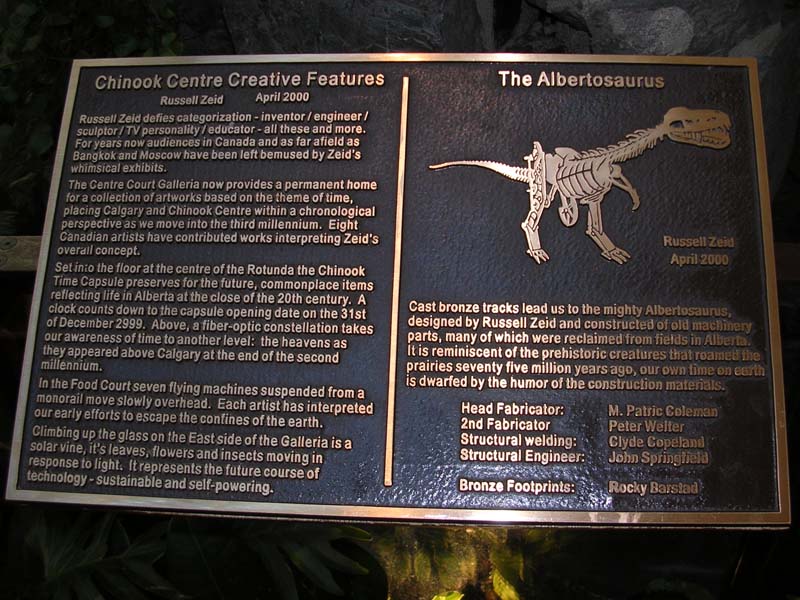 Chinook Centre Creative Features
Russell Zeid April 2000
Russell Zeid defies categorization - inventor / engineer /
sculptor / TV personality / educator - all these and more.
For years now audiences in Canada and as far afield as
Bangkok and Moscow have been left bemused by Zeid's
whimsical exhibits.
The Centre Court Galleria now provides a permanent home
for a collection of artworks based on the theme of time,
placing Calgary and Chinook Centre within a chronological
perspective as we move into the third millennium. Eight
Canadian artists have contributed works interpreting Zeid's
overall concept.
Set into the floor at the centre of the Rotunda the Chinook
Time Capsule preserves for the future, commonplace items
reflecting life in Alberta at the close of the 20th century. A
clock counts down to the capsule opening date on the 31st
of December 2999. Above, a fiber-optic constellation takes
our awareness of time to another level: the heavens as
they appeared above Calgary at the end of the second
millennium.
In the Food Court seven flying machines suspended from a
monorail move slowly overhead. Each artist has interpreted
our early efforts to escape the confines of the earth.
Climbing up the glass on the East side of the Galleria is a
solar vine, it's leaves, flowers and insects moving in
response to light. It represents the future course of
technology - sustainable and self-powering.
The Albertosaurus
Russell Zeid
April 2000
Cast bronze tracks lead us to the mighty Albertosaurus,
designed by Russell Zeid and constructed of old machinery
parts, many of which were reclaimed from fields in Alberta.
It is reminiscent of the prehistoric creatures that roamed the
prairies seventy five million years ago, our own time on earth
is dwarfed by the humor of the construction materials.
Head Fabricator: M. Patric Coleman
2nd Fabricator Peter Welter
Structural welding: Clyde Copeland
Structural Engineer: John Springfield
Bronze Footprints: Rocky Barstad